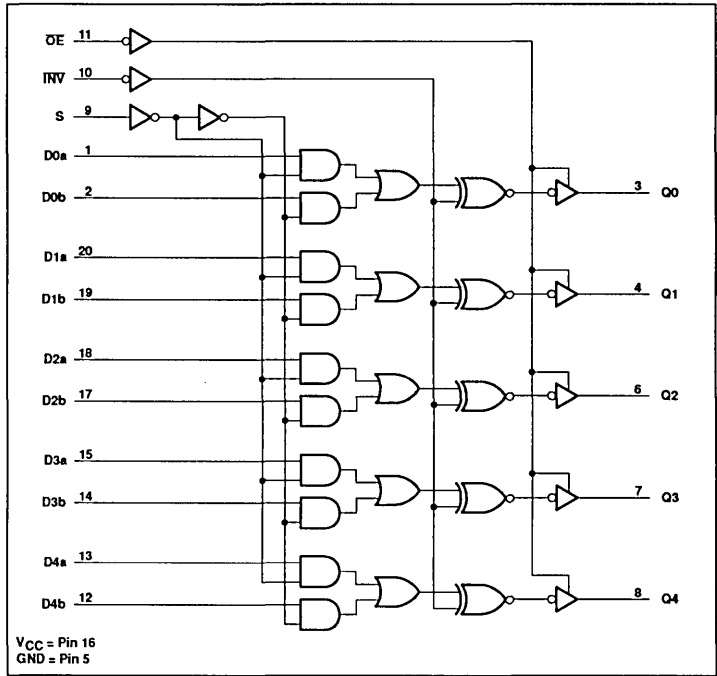 OE 11
INV 10
S 9
D0a 1
D0b 2
3 Q0
D1a 20
D1b 19
4 Q1
D2a 18
D2b 17
6 Q2
D3a 15
D3b 14
7 Q3
D4a 13
D4b 12
8 Q4
VCC = Pin 16
GND = Pin 5